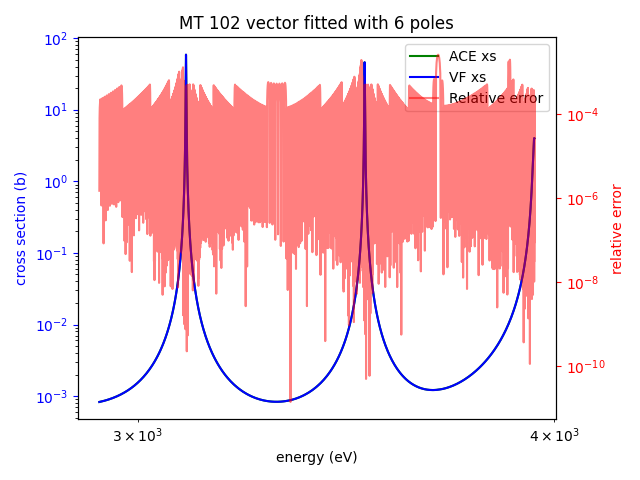 MT 102 vector fitted with 6 poles
ACE xs
VF xs
Relative error
cross section (b)
10²
10¹
10⁰
10⁻¹
10⁻²
10⁻³
10⁻⁴
10⁻⁶
10⁻⁸
10⁻¹⁰
relative error
3 × 10³
4 × 10³
energy (eV)